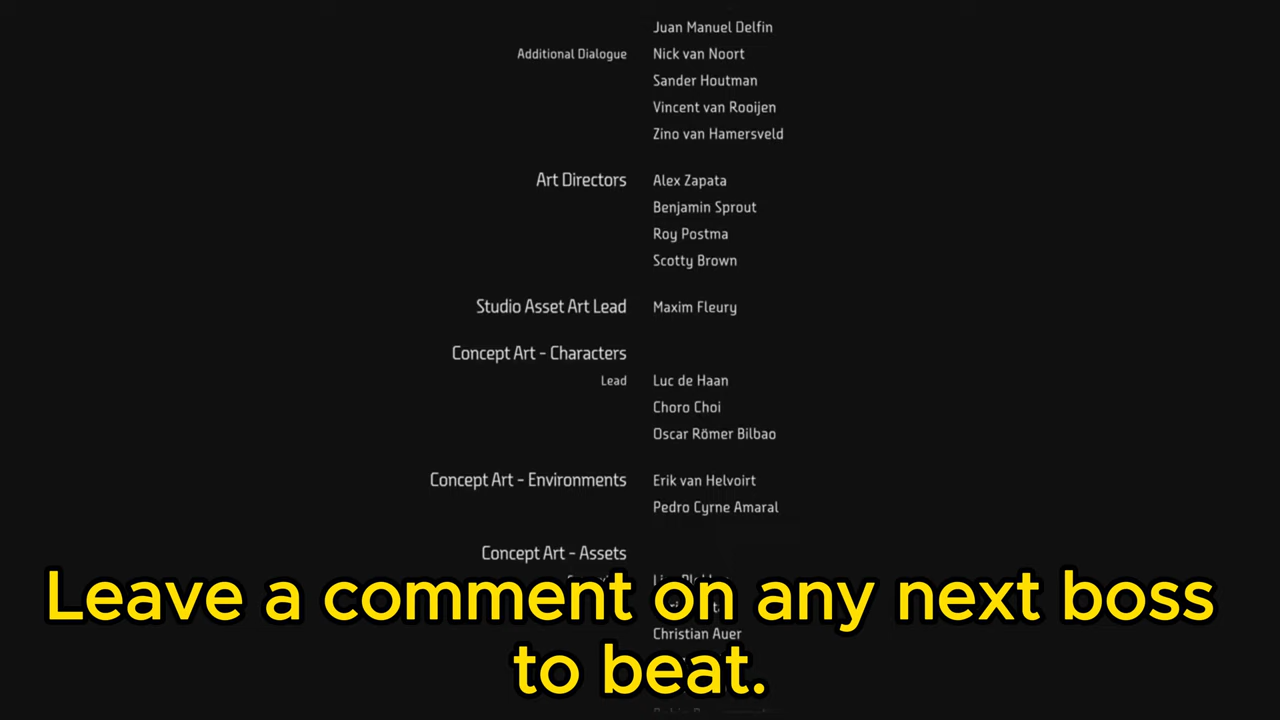 Juan Manuel Delfin
Additional Dialogue Nick van Noort
Sander Houtman
Vincent van Rooijen
Zino van Hamersveld
Art Directors Alex Zapata
Benjamin Sprout
Roy Postma
Scotty Brown
Studio Asset Art Lead Maxim Fleury
Concept Art - Characters
Lead Luc de Haan
Choro Choi
Oscar Römer Bilbao
Concept Art - Environments Erik van Helvoirt
Pedro Cyrne Amaral
Concept Art - Assets
Christian Auer
Leave a comment on any next boss
to beat.